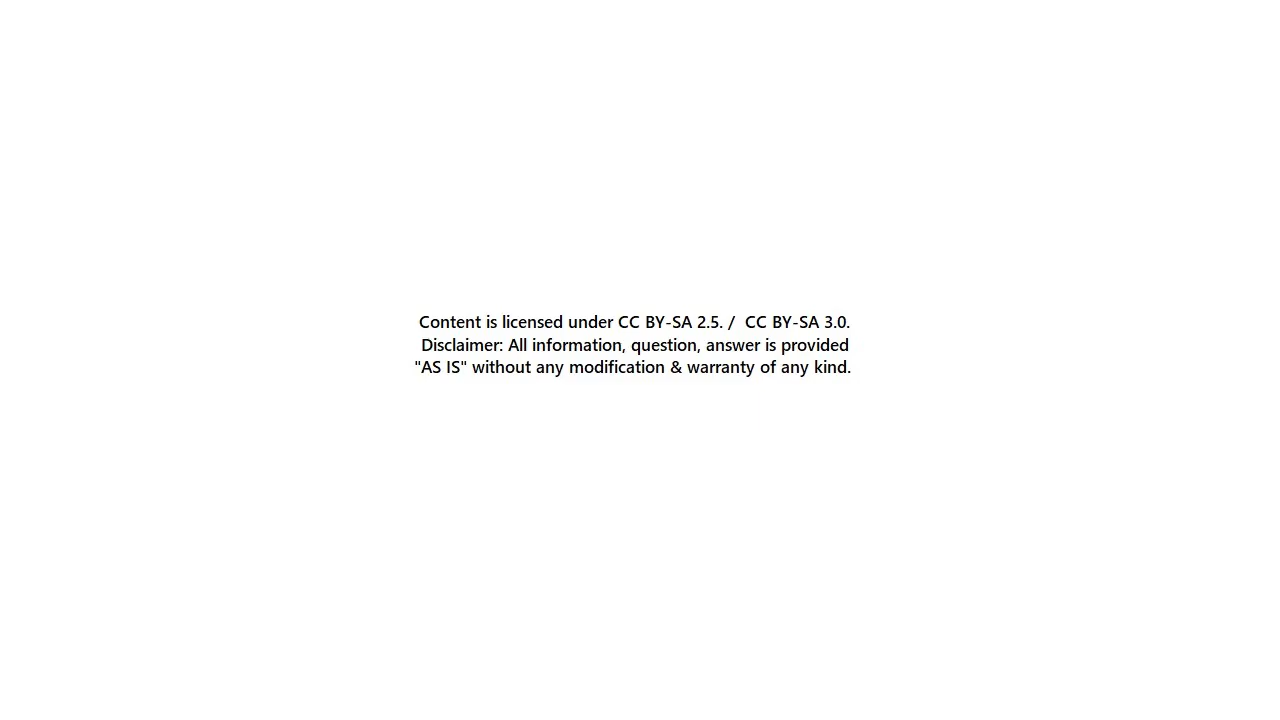 Content is licensed under CC BY-SA 2.5. /  CC BY-SA 3.0.
Disclaimer: All information, question, answer is provided
"AS IS" without any modification & warranty of any kind.